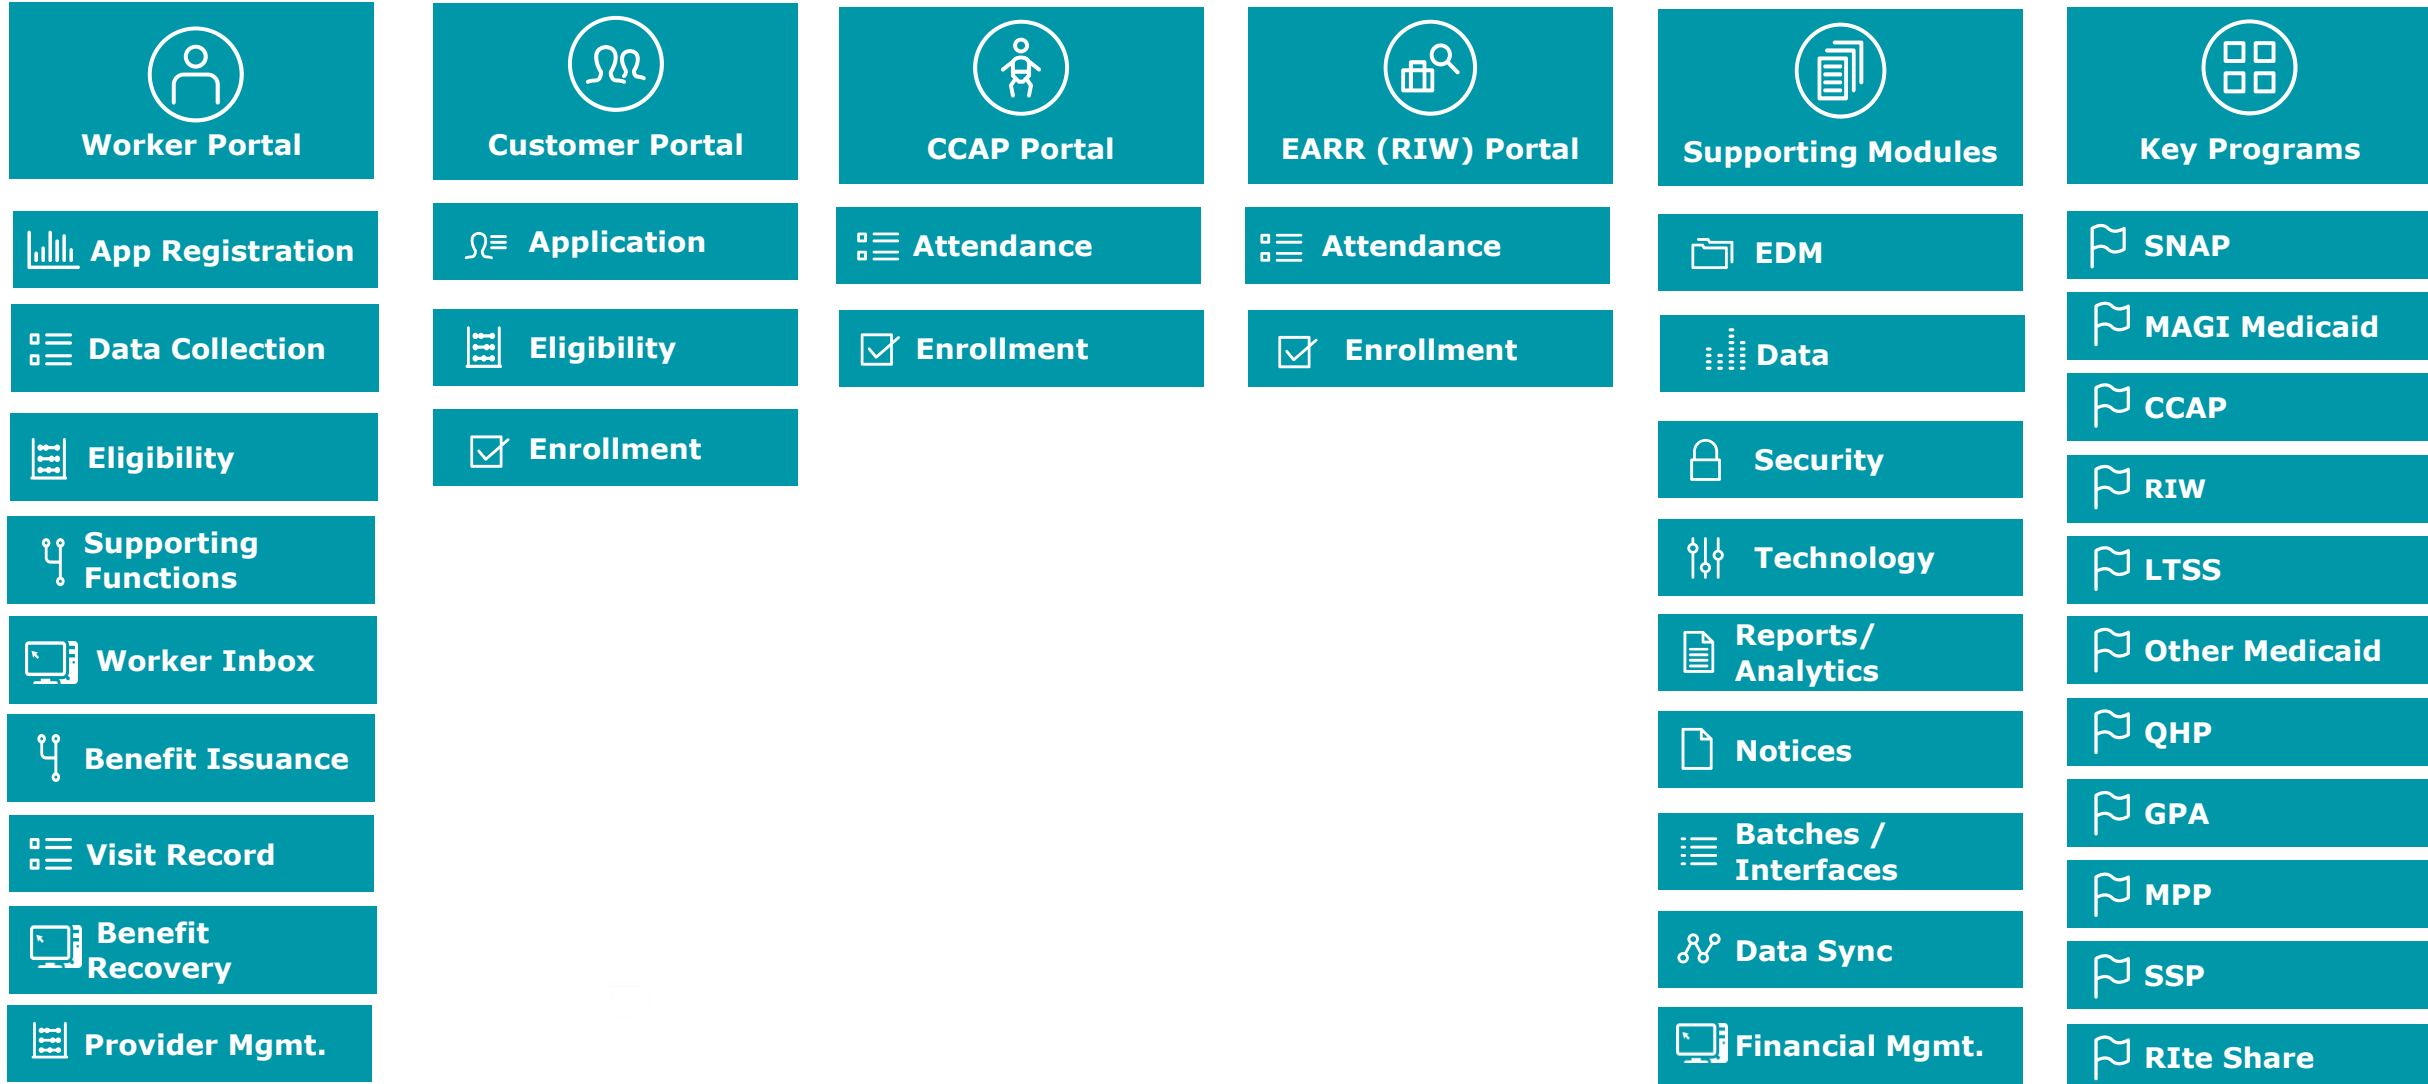 Worker Portal
App Registration
Data Collection
Eligibility
Supporting
Functions
Worker Inbox
Benefit Issuance
Visit Record
Benefit
Recovery
Provider Mgmt.
Customer Portal
Application
Eligibility
Enrollment
CCAP Portal
Attendance
Enrollment
EARR (RIW) Portal
Attendance
Enrollment
Supporting Modules
EDM
Data
Security
Technology
Reports/
Analytics
Notices
Batches /
Interfaces
Data Sync
Financial Mgmt.
Key Programs
SNAP
MAGI Medicaid
CCAP
RIW
LTSS
Other Medicaid
QHP
GPA
MPP
SSP
RIte Share